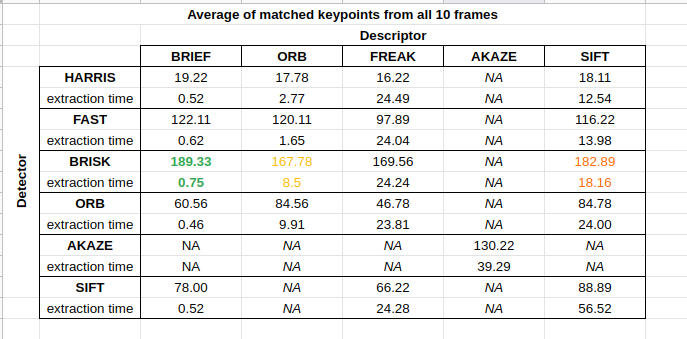 Average of matched keypoints from all 10 frames
Descriptor
BRIEF ORB FREAK AKAZE SIFT
Detector
HARRIS 19.22 17.78 16.22 NA 18.11
extraction time 0.52 2.77 24.49 NA 12.54
FAST 122.11 120.11 97.89 NA 116.22
extraction time 0.62 1.65 24.04 NA 13.98
BRISK 189.33 167.78 169.56 NA 182.89
extraction time 0.75 8.5 24.24 NA 18.16
ORB 60.56 84.56 46.78 NA 84.78
extraction time 0.46 9.91 23.81 NA 24.00
AKAZE NA NA NA 130.22 NA
extraction time NA NA NA 39.29 NA
SIFT 78.00 NA 66.22 NA 88.89
extraction time 0.52 NA 24.28 NA 56.52